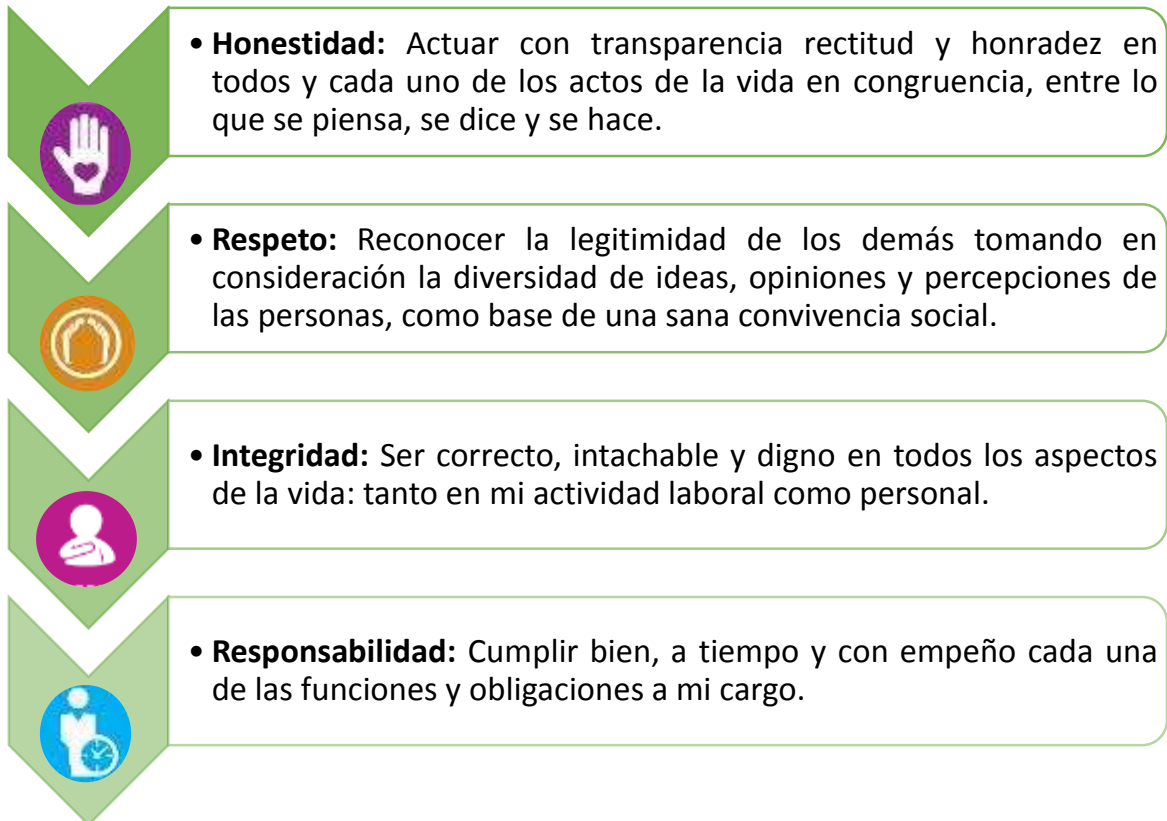 • Honestidad: Actuar con transparencia rectitud y honradez en
todos y cada uno de los actos de la vida en congruencia, entre lo
que se piensa, se dice y se hace.
• Respeto: Reconocer la legitimidad de los demás tomando en
consideración la diversidad de ideas, opiniones y percepciones de
las personas, como base de una sana convivencia social.
• Integridad: Ser correcto, intachable y digno en todos los aspectos
de la vida: tanto en mi actividad laboral como personal.
• Responsabilidad: Cumplir bien, a tiempo y con empeño cada una
de las funciones y obligaciones a mi cargo.